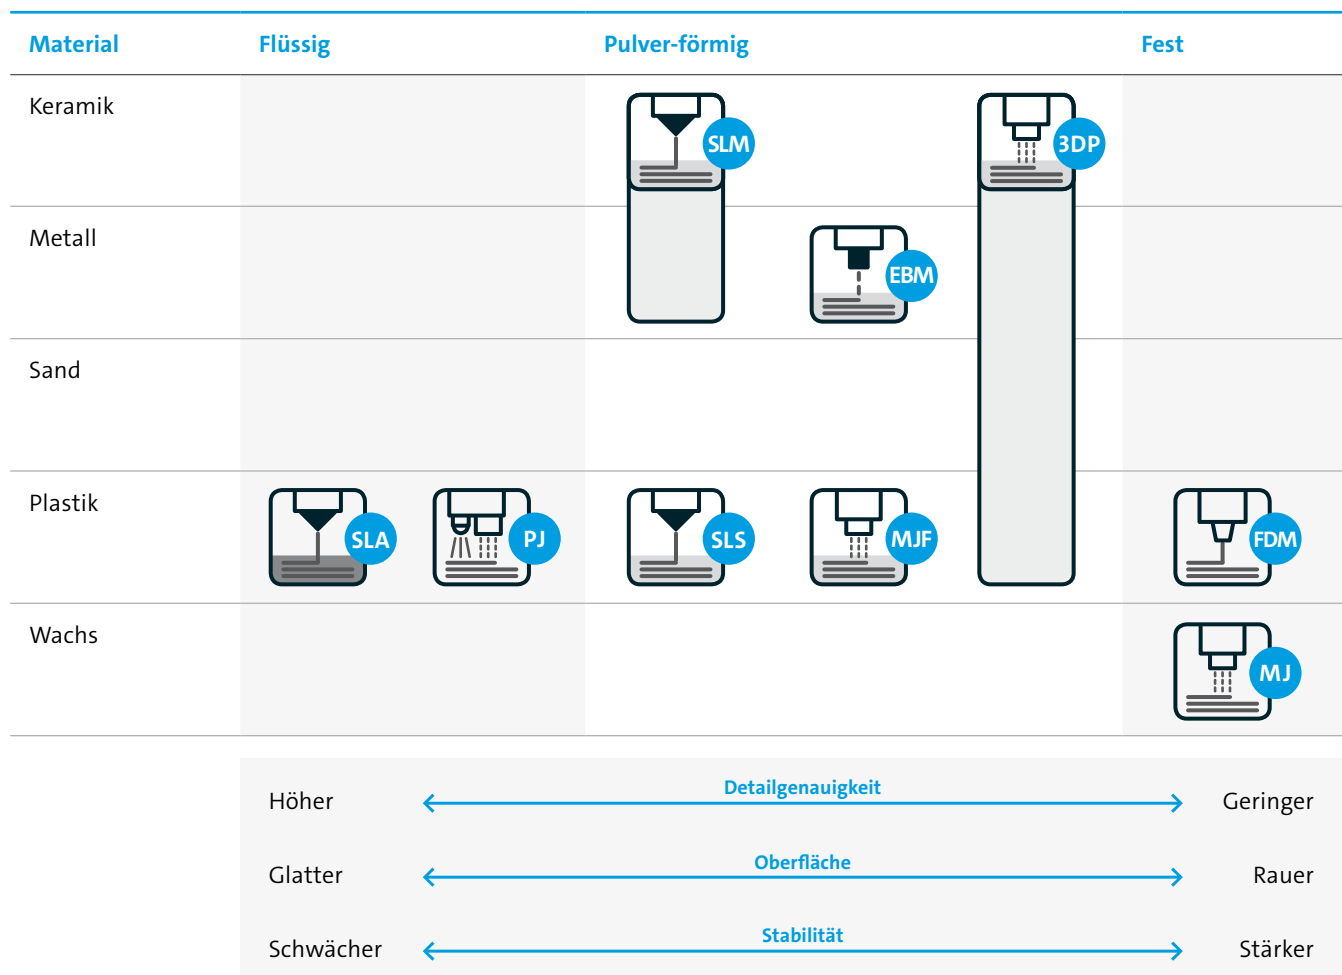 Material Flüssig Pulver-förmig Fest
Keramik
SLM 3DP
Metall
EBM
Sand
Plastik
SLA PJ SLS MJF FDM
Wachs
MJ
Detailgenauigkeit
Höher Geringer
Oberfläche
Glatter Rauer
Stabilität
Schwächer Stärker